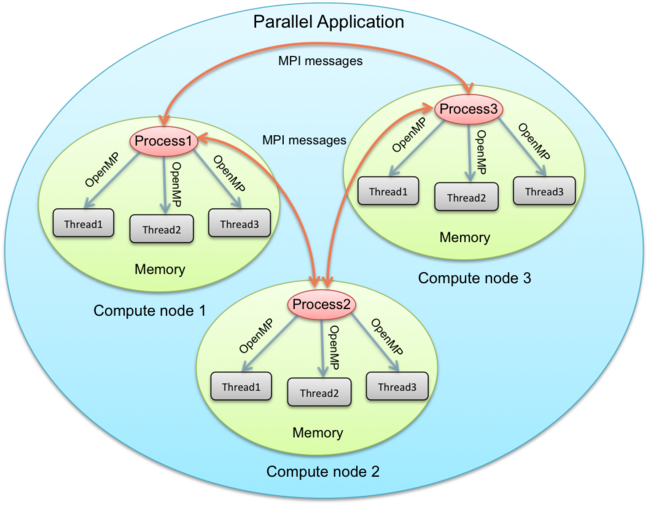 Parallel Application
MPI messages
Process3
Process1
MPI messages
OpenMP
OpenMP
OpenMP
Thread1
Thread2
Thread3
Memory
Compute node 3
OpenMP
OpenMP
OpenMP
Thread1
Thread2
Thread3
Memory
Compute node 1
Process2
OpenMP
OpenMP
OpenMP
Thread1
Thread2
Thread3
Memory
Compute node 2